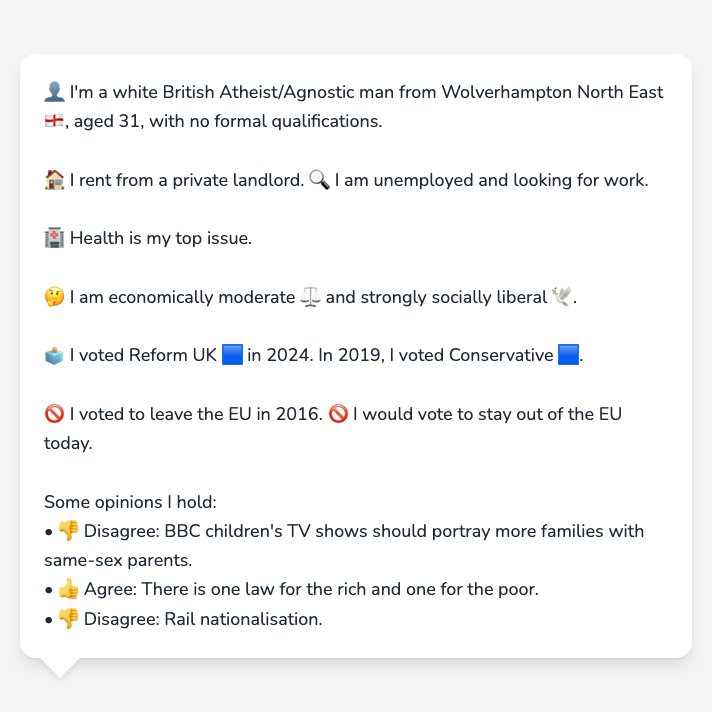 👤 I'm a white British Atheist/Agnostic man from Wolverhampton North East
🏴󠁧󠁢󠁥󠁮󠁧󠁿, aged 31, with no formal qualifications.
🏠 I rent from a private landlord. 🔍 I am unemployed and looking for work.
🏥 Health is my top issue.
🤔 I am economically moderate ⚖️ and strongly socially liberal 🕊️.
🗳️ I voted Reform UK 🟦 in 2024. In 2019, I voted Conservative 🟦.
🚫 I voted to leave the EU in 2016. 🚫 I would vote to stay out of the EU
today.
Some opinions I hold:
• 👎 Disagree: BBC children's TV shows should portray more families with
same-sex parents.
• 👍 Agree: There is one law for the rich and one for the poor.
• 👎 Disagree: Rail nationalisation.